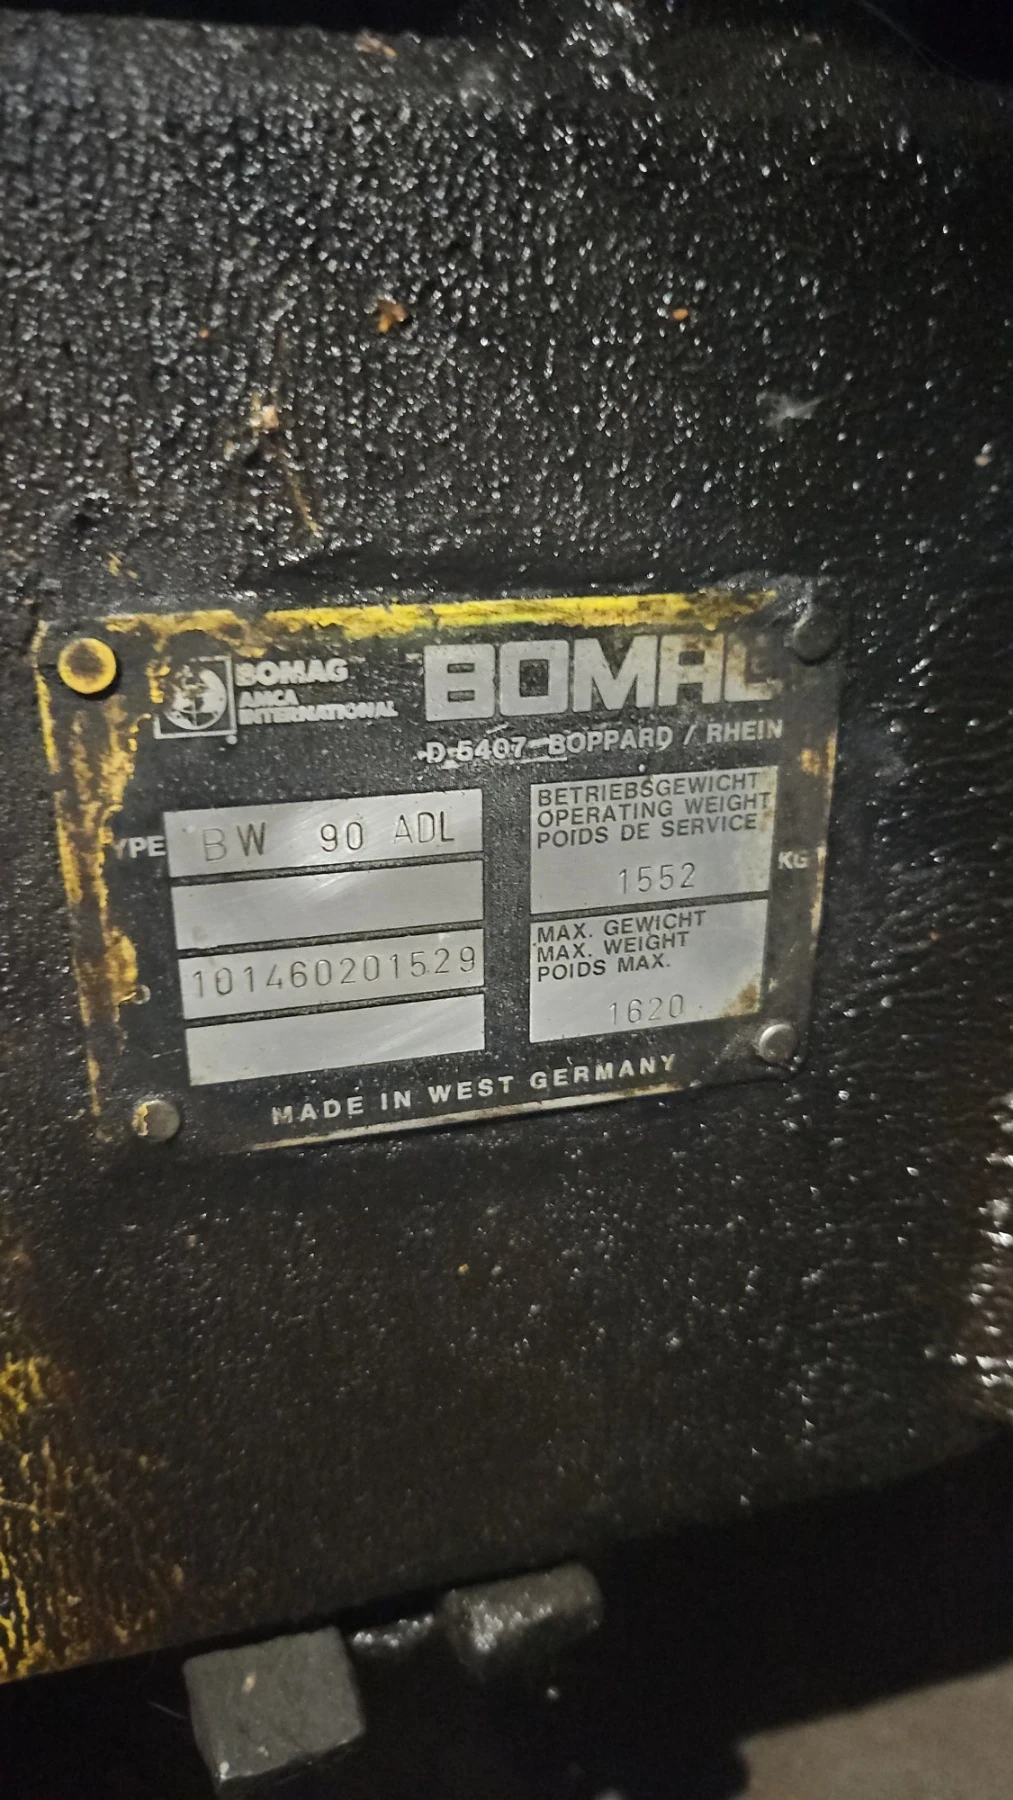 BOMAG
AMCA
INTERNATIONAL
BOMAG
D-5407 BOPPARD / RHEIN
TYPE
BW 90 ADL
101460201529
BETRIEBSGEWICHT
OPERATING WEIGHT
POIDS DE SERVICE
1552
KG
MAX. GEWICHT
MAX. WEIGHT
POIDS MAX.
1620
MADE IN WEST GERMANY